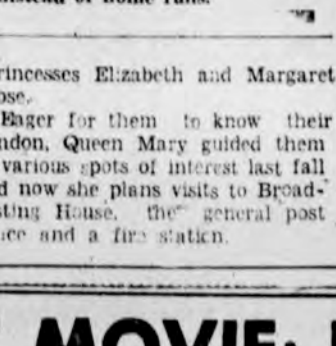 rincesses Elizabeth and Margaret
ose.
Eager for them to know their
ndon, Queen Mary guided them
various spots of interest last fall
d now she plans visits to Broad-
sting House, the general post
ice and a fire station.
MOVIE: